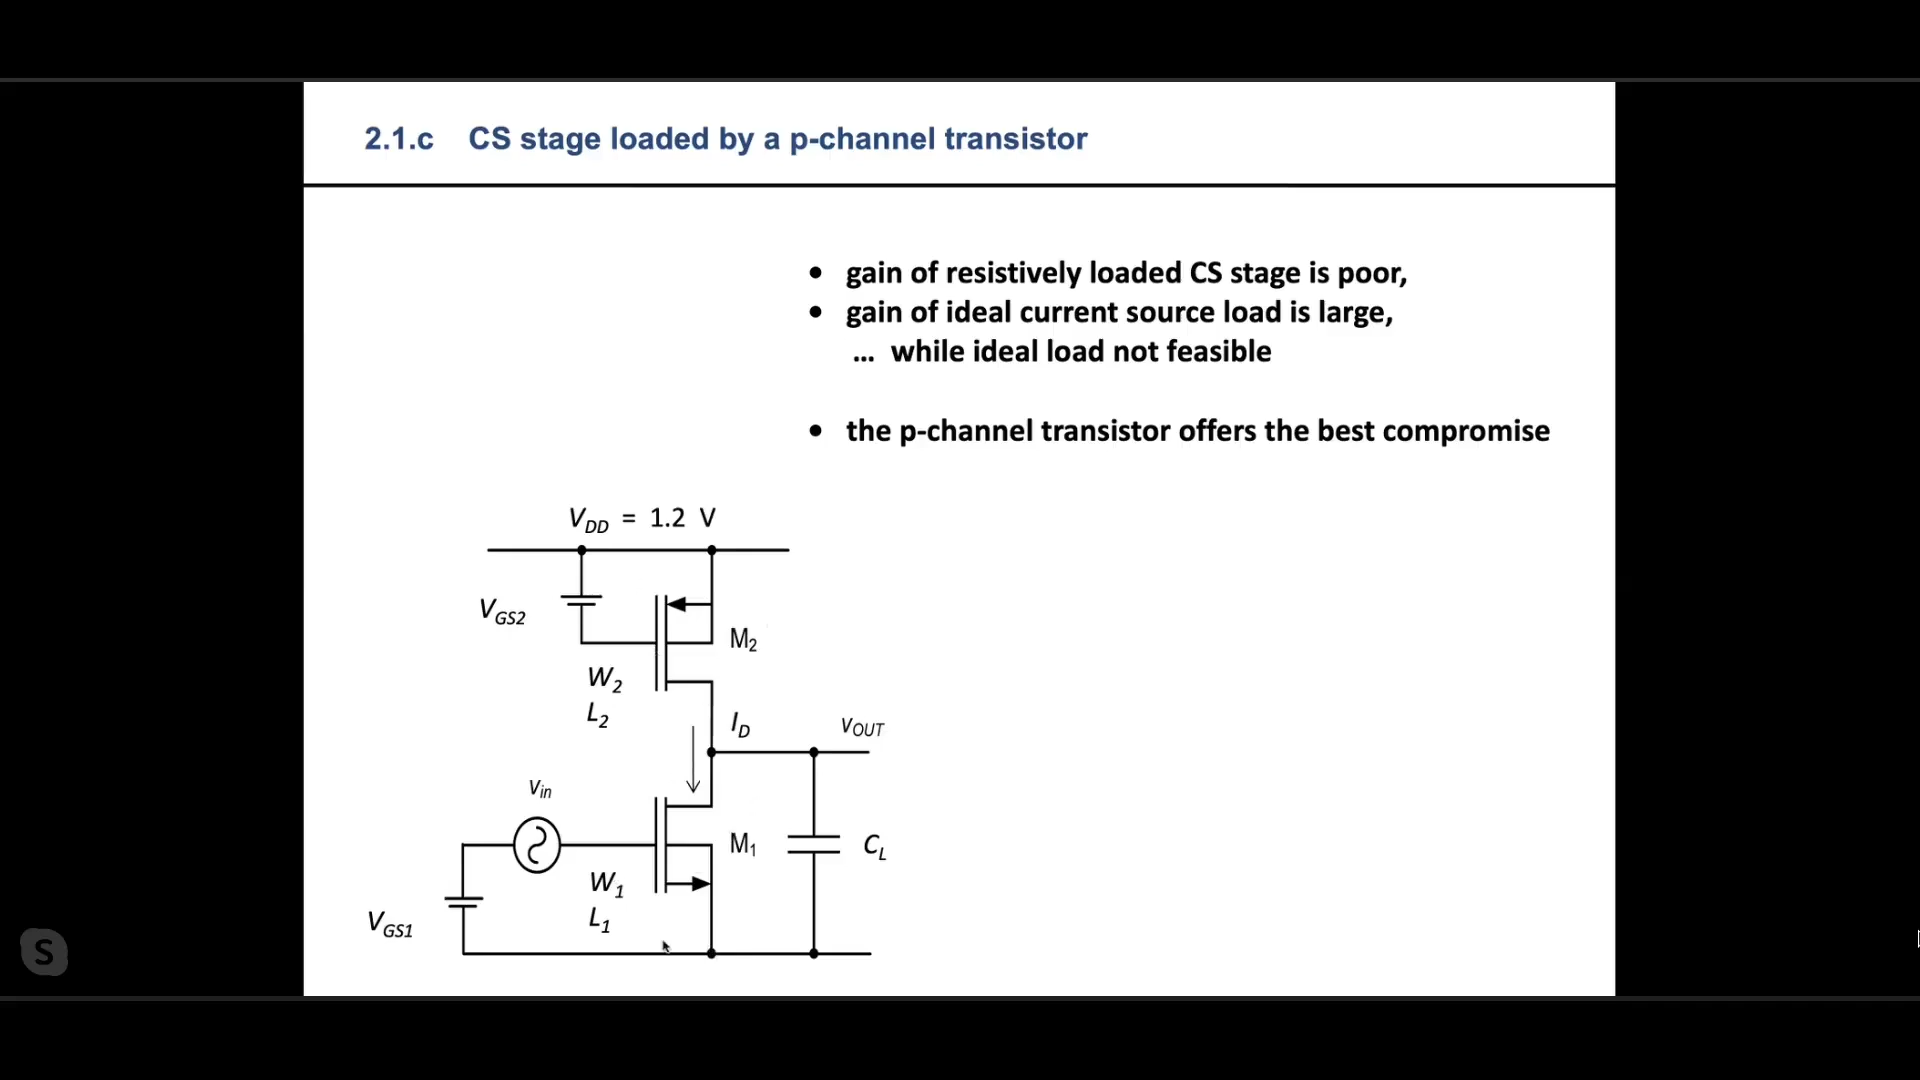 2.1.c CS stage loaded by a p-channel transistor
• gain of resistively loaded CS stage is poor,
• gain of ideal current source load is large,
... while ideal load not feasible
• the p-channel transistor offers the best compromise
VDD = 1.2 V
VGS2
M2
W2
L2
ID
vOUT
vin
M1
CL
W1
L1
VGS1
S